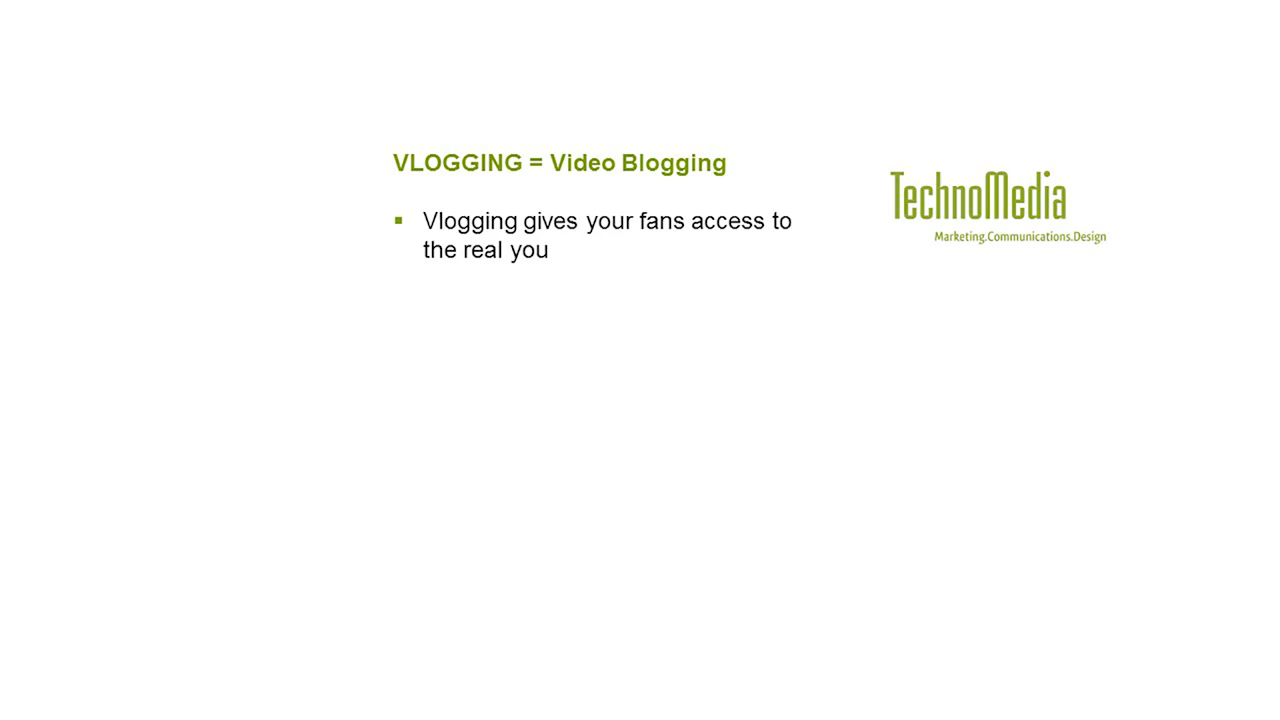 VLOGGING = Video Blogging
▪ Vlogging gives your fans access to
the real you
TechnoMedia
Marketing.Communications.Design